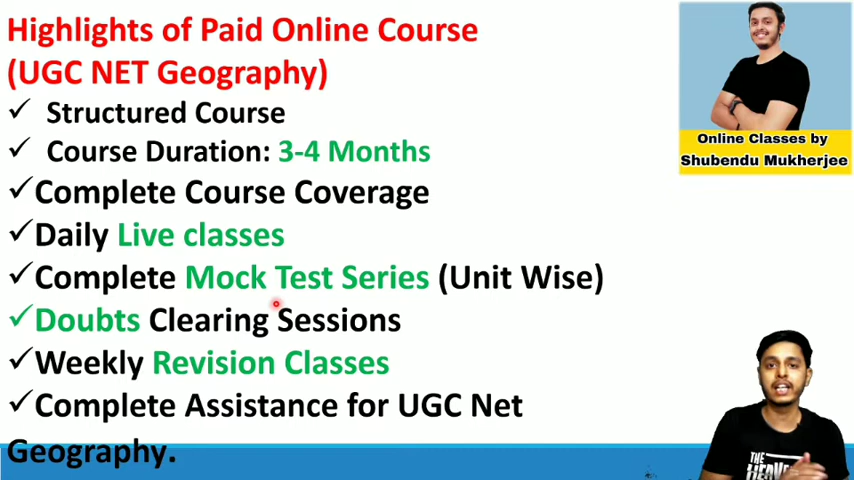 Highlights of Paid Online Course
(UGC NET Geography)
✓ Structured Course
✓ Course Duration: 3-4 Months
✓Complete Course Coverage
✓Daily Live classes
✓Complete Mock Test Series (Unit Wise)
✓Doubts Clearing Sessions
✓Weekly Revision Classes
✓Complete Assistance for UGC Net
Geography.
Online Classes by
Shubendu Mukherjee
THE